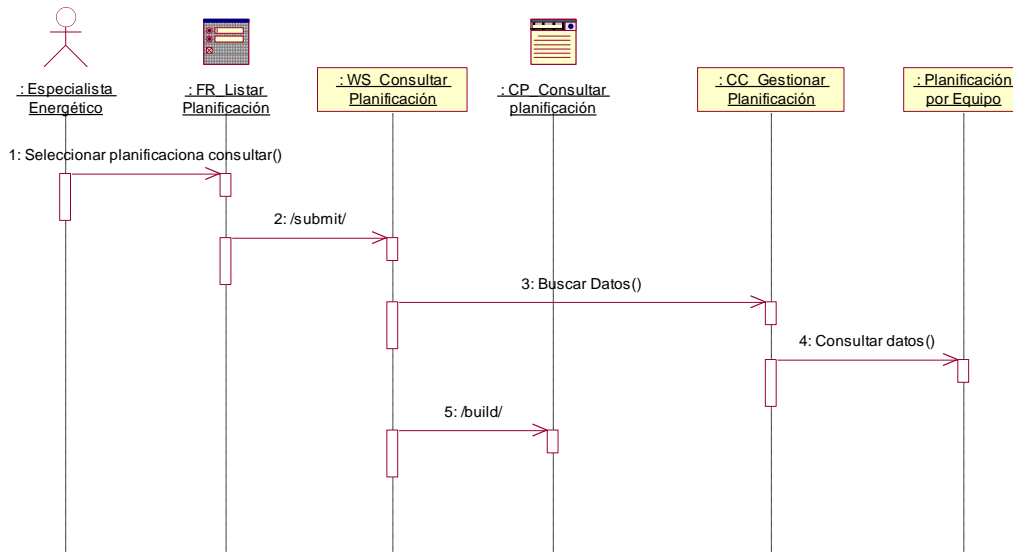 : Especialista
Energético
: FR_Listar
Planificación
: WS_Consultar
Planificación
: CP_Consultar
planificación
: CC_Gestionar
Planificación
: Planificación
por Equipo
1: Seleccionar planificaciona consultar()
2: /submit/
3: Buscar Datos()
4: Consultar datos()
5: /build/